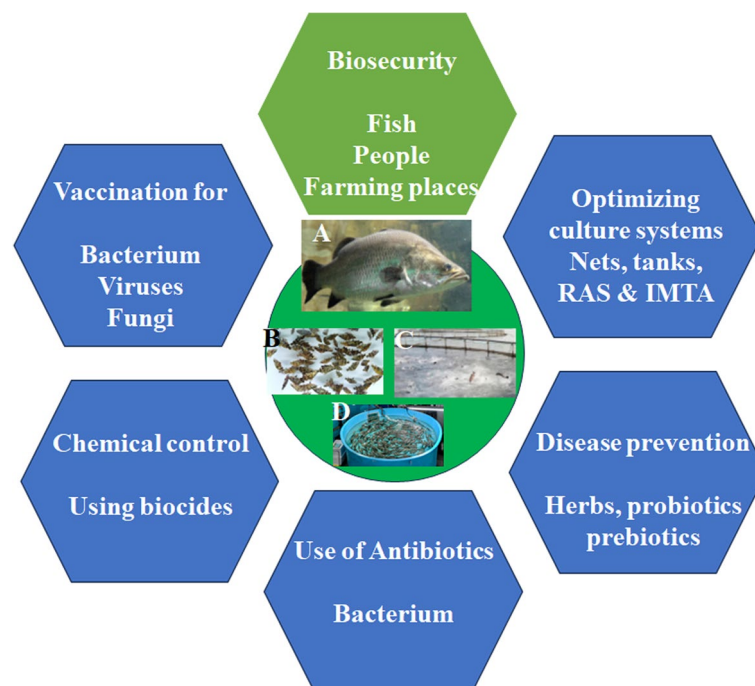 Biosecurity
Fish
People
Farming places
Vaccination for
Bacterium
Viruses
Fungi
Optimizing
culture systems
Nets, tanks,
RAS & IMTA
A
B
C
D
Chemical control
Using biocides
Disease prevention
Herbs, probiotics
prebiotics
Use of Antibiotics
Bacterium